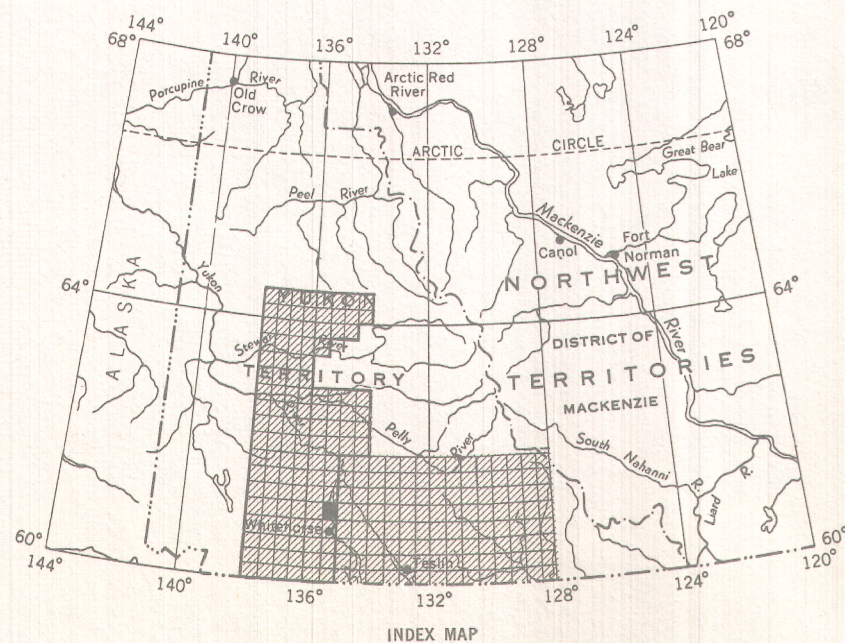 144° 140° 136° 132° 128° 124° 120°
68° 68°
Porcupine River
Old
Crow
Arctic Red
River
ARCTIC CIRCLE
Great Bear
Lake
Peel River
Mackenzie
Fort
Norman
Canol
NORTHWEST
Yukon
64° 64°
ALASKA
YUKON
Stewart River
DISTRICT OF
River
TERRITORY
TERRITORIES
MACKENZIE
Pelly
River
South
Nahanni
R.
Liard
R.
Whitehorse
Teslin
60° 60°
144° 140° 136° 132° 128° 124° 120°
INDEX MAP